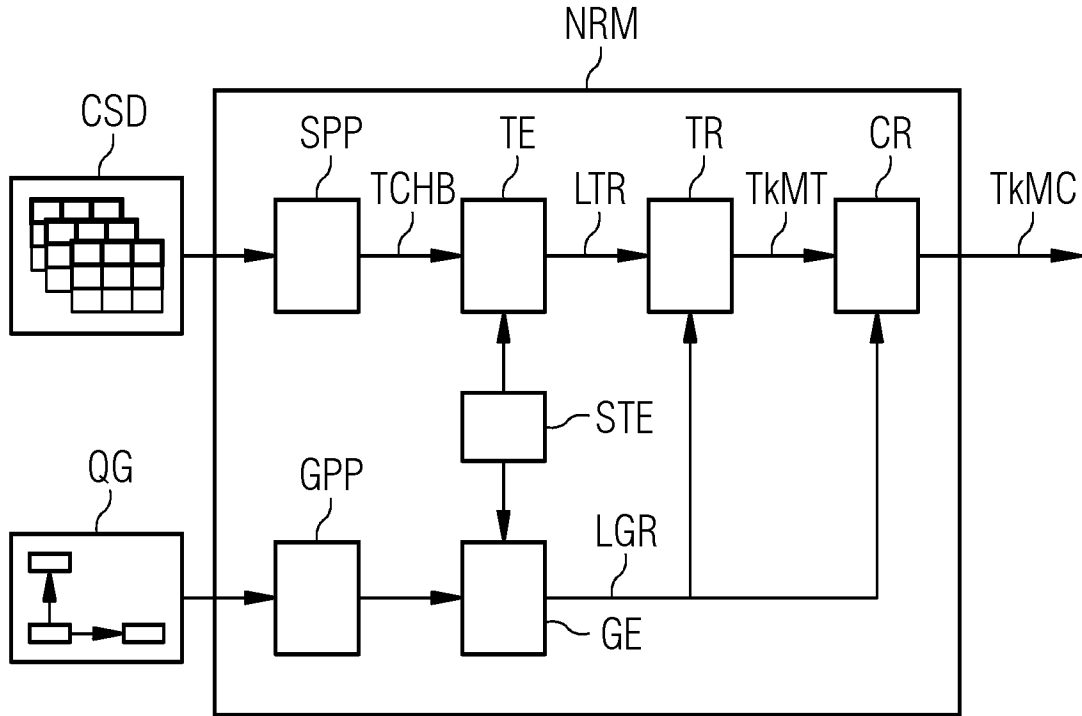 NRM
CSD
SPP
TE
TR
CR
TCHB
LTR
TkMT
TkMC
STE
QG
GPP
LGR
GE